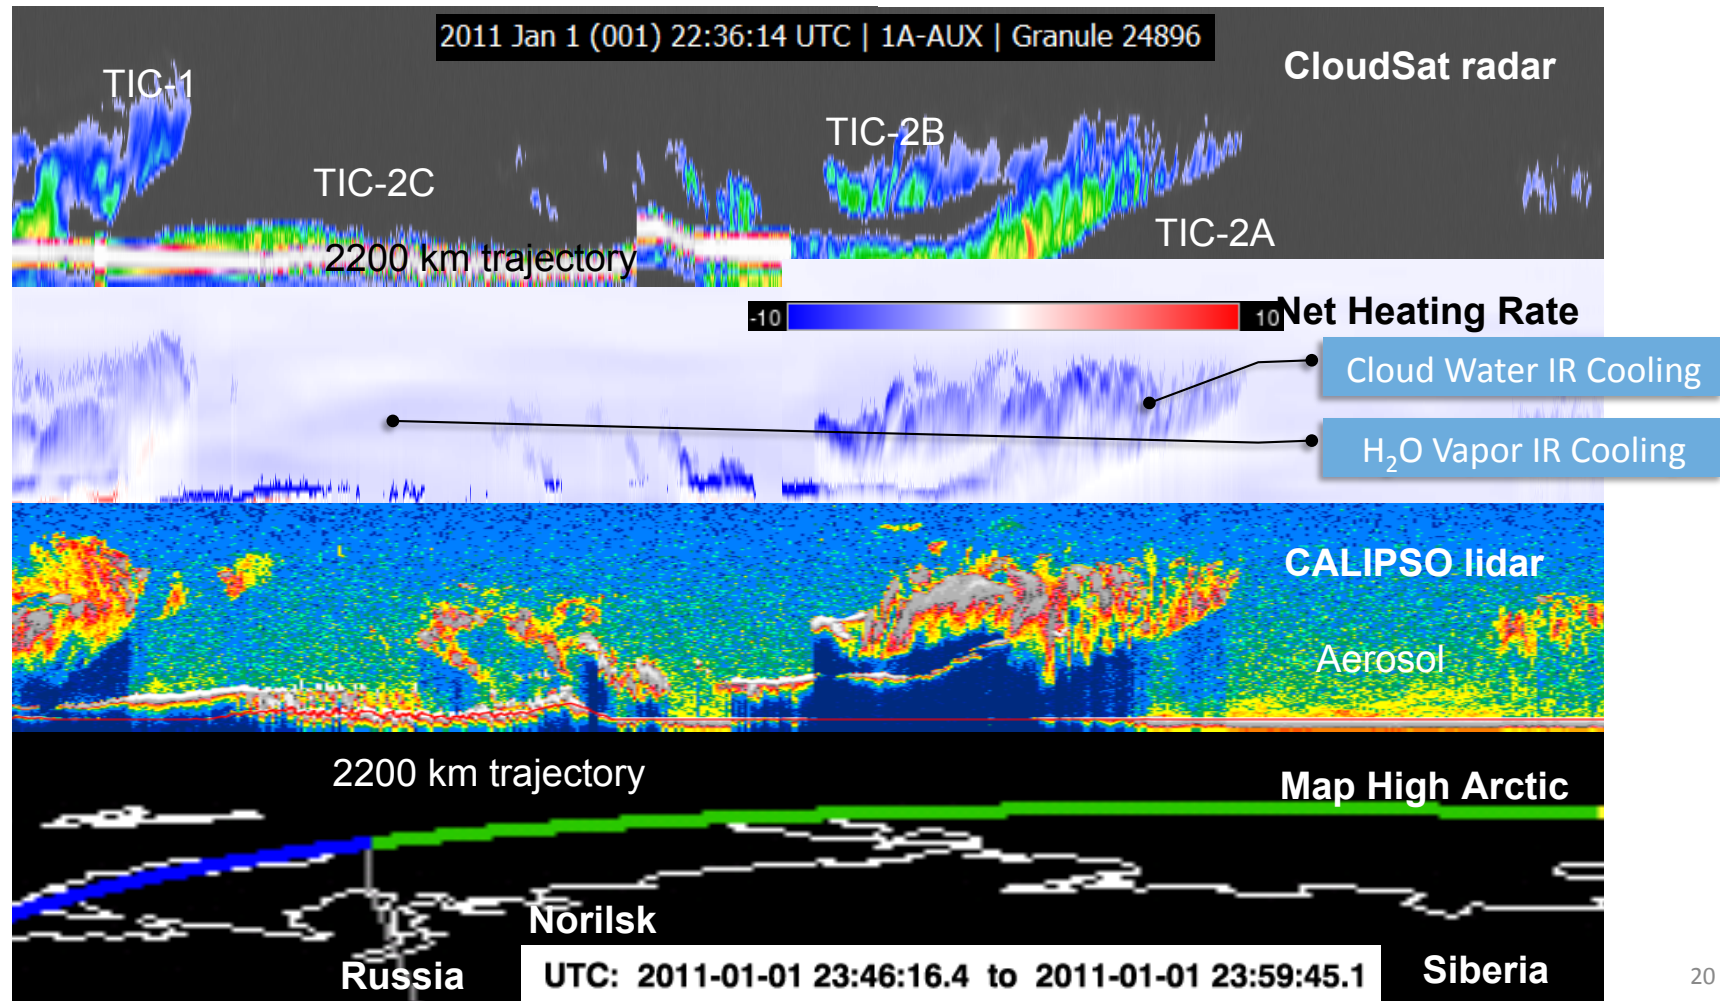 2011 Jan 1 (001) 22:36:14 UTC | 1A-AUX | Granule 24896
CloudSat radar
TIC-1
TIC-2B
TIC-2C
TIC-2A
2200 km trajectory
-10
10
Net Heating Rate
Cloud Water IR Cooling
H₂O Vapor IR Cooling
CALIPSO lidar
Aerosol
2200 km trajectory
Map High Arctic
Norilsk
Russia
UTC: 2011-01-01 23:46:16.4 to 2011-01-01 23:59:45.1
Siberia
20